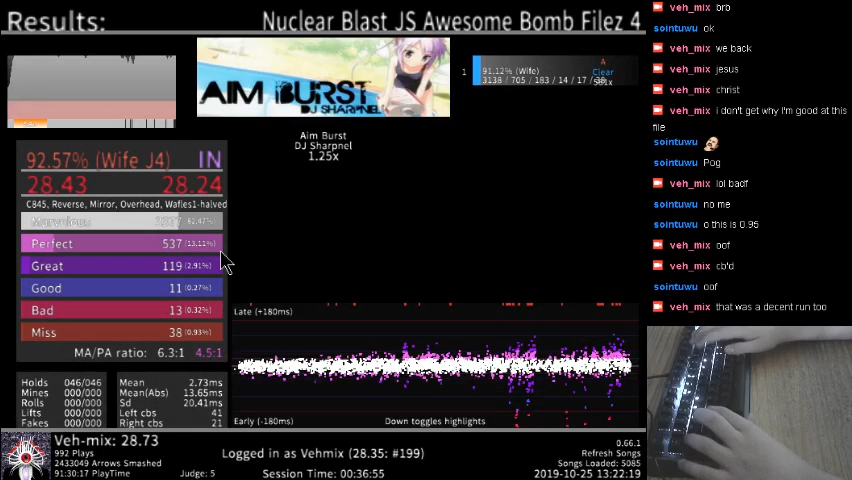 Results:
Nuclear Blast JS Awesome Bomb Filez 4
AIM BURST
DJ SHARPNEL
1
91.12% (Wife)
3138 / 705 / 183 / 14 / 17 /
A
Clear
Aim Burst
DJ Sharpnel
1.25x
92.57% (Wife J4) IN
28.43 28.24
C845, Reverse, Mirror, Overhead, Wafles1-halved
Perfect 537 (13.11%)
Great 119 (2.91%)
Good 11 (0.27%)
Bad 13 (0.32%)
Miss 38 (0.93%)
MA/PA ratio: 6.3:1 4.5:1
Holds 046/046
Mines 000/000
Rolls 000/000
Lifts 000/000
Fakes 000/000
Mean 2.73ms
Mean(Abs) 13.65ms
Sd 20.41ms
Left cbs 41
Right cbs 21
Late (+180ms)
Early (-180ms)
Down toggles highlights
Veh-mix: 28.73
992 Plays
2433049 Arrows Smashed
91:30:17 PlayTime
Judge: 5
Logged in as Vehmix (28.35: #199)
Session Time: 00:36:55
0.66.1
Refresh Songs
Songs Loaded: 5085
2019-10-25 13:22:19
veh_mix brb
sointuwu ok
veh_mix we back
veh_mix jesus
veh_mix christ
veh_mix i don't get why I'm good at this
file
sointuwu
sointuwu Pog
veh_mix lol badf
sointuwu no me
sointuwu o this is 0.95
veh_mix oof
veh_mix cb'd
sointuwu oof
veh_mix that was a decent run too